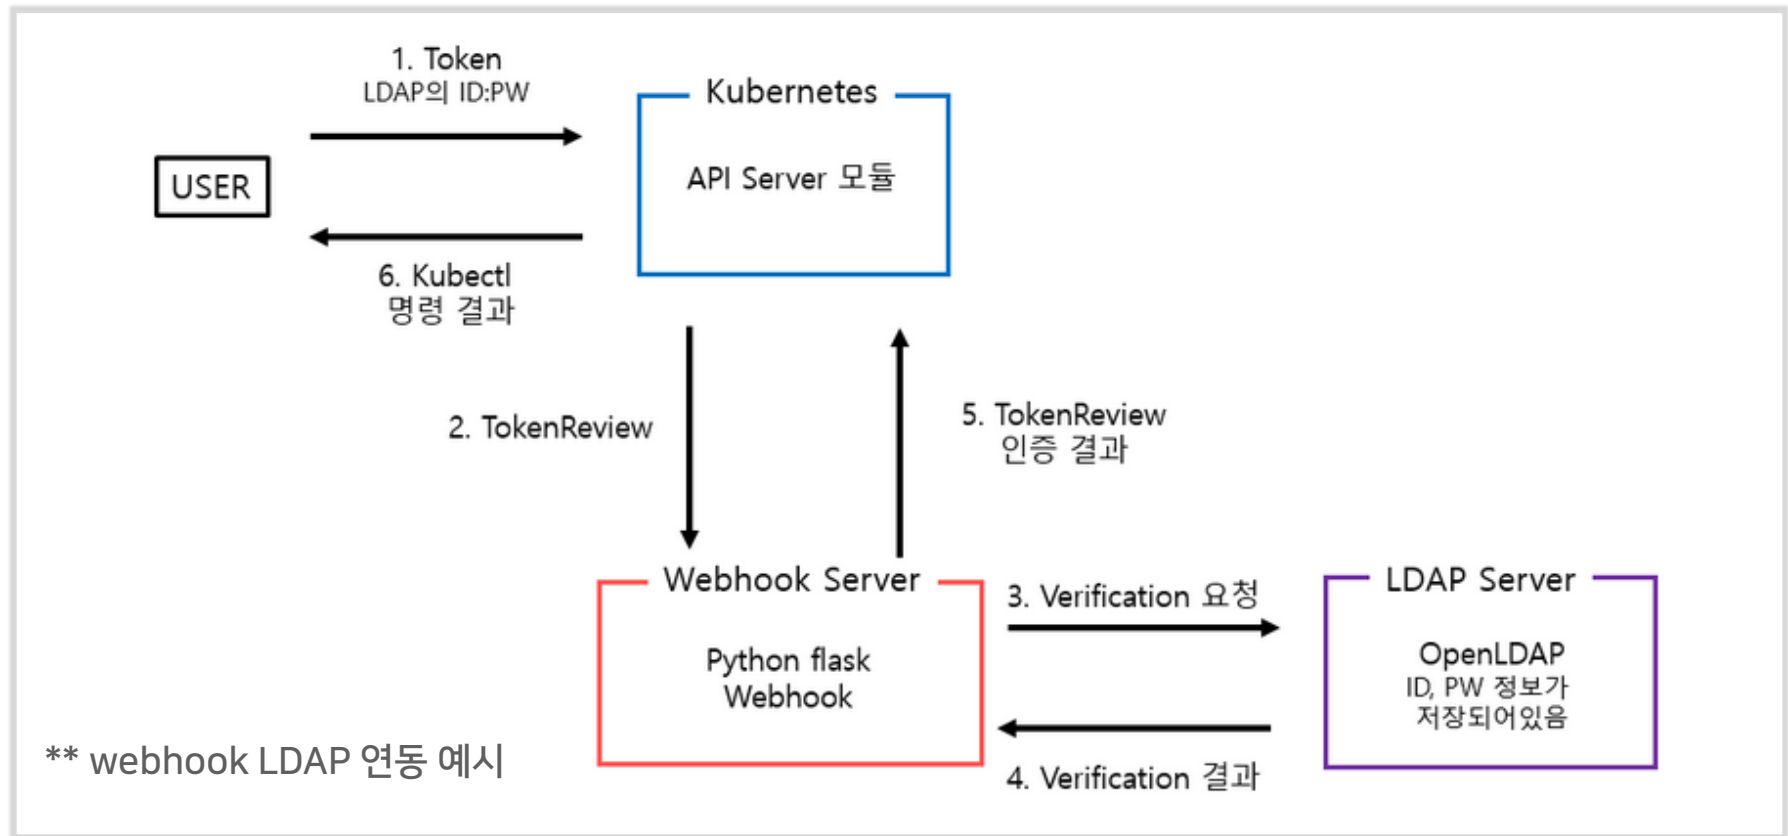 1. Token
LDAP의 ID:PW
Kubernetes
API Server 모듈
USER
6. Kubectl
명령 결과
2. TokenReview
5. TokenReview
인증 결과
Webhook Server
Python flask
Webhook
3. Verification 요청
LDAP Server
OpenLDAP
ID, PW 정보가
저장되어있음
4. Verification 결과
** webhook LDAP 연동 예시